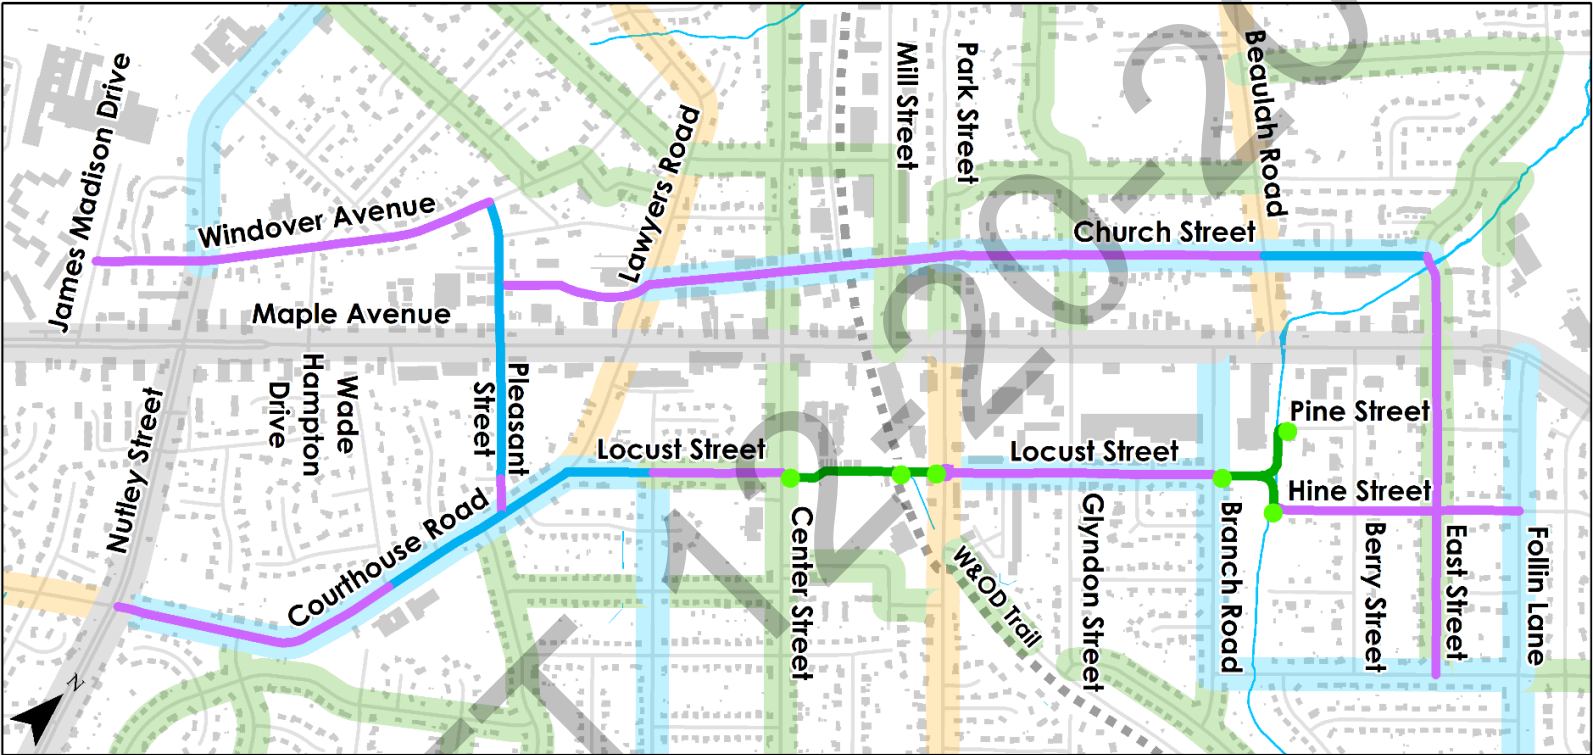 James Madison Drive
Windover Avenue
Lawyers Road
Mill Street
Park Street
Beaulah Road
Church Street
Maple Avenue
Wade
Hampton
Drive
Pleasant
Street
Nutley Street
Courthouse Road
Locust Street
Locust Street
Pine Street
Hine Street
Center Street
W&OD Trail
Glyndon Street
Branch Road
Berry Street
East Street
Follin Lane
N